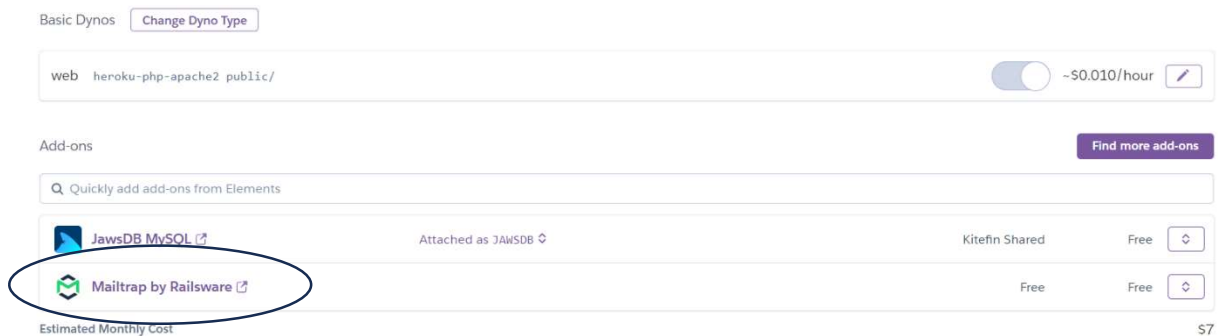 Basic Dynos Change Dyno Type
web heroku-php-apache2 public/ ~$0.010/hour
Add-ons Find more add-ons
Quickly add add-ons from Elements
JawsDB MySQL Attached as JAWSDB Kitefin Shared Free
Mailtrap by Railsware Free Free
Estimated Monthly Cost $7